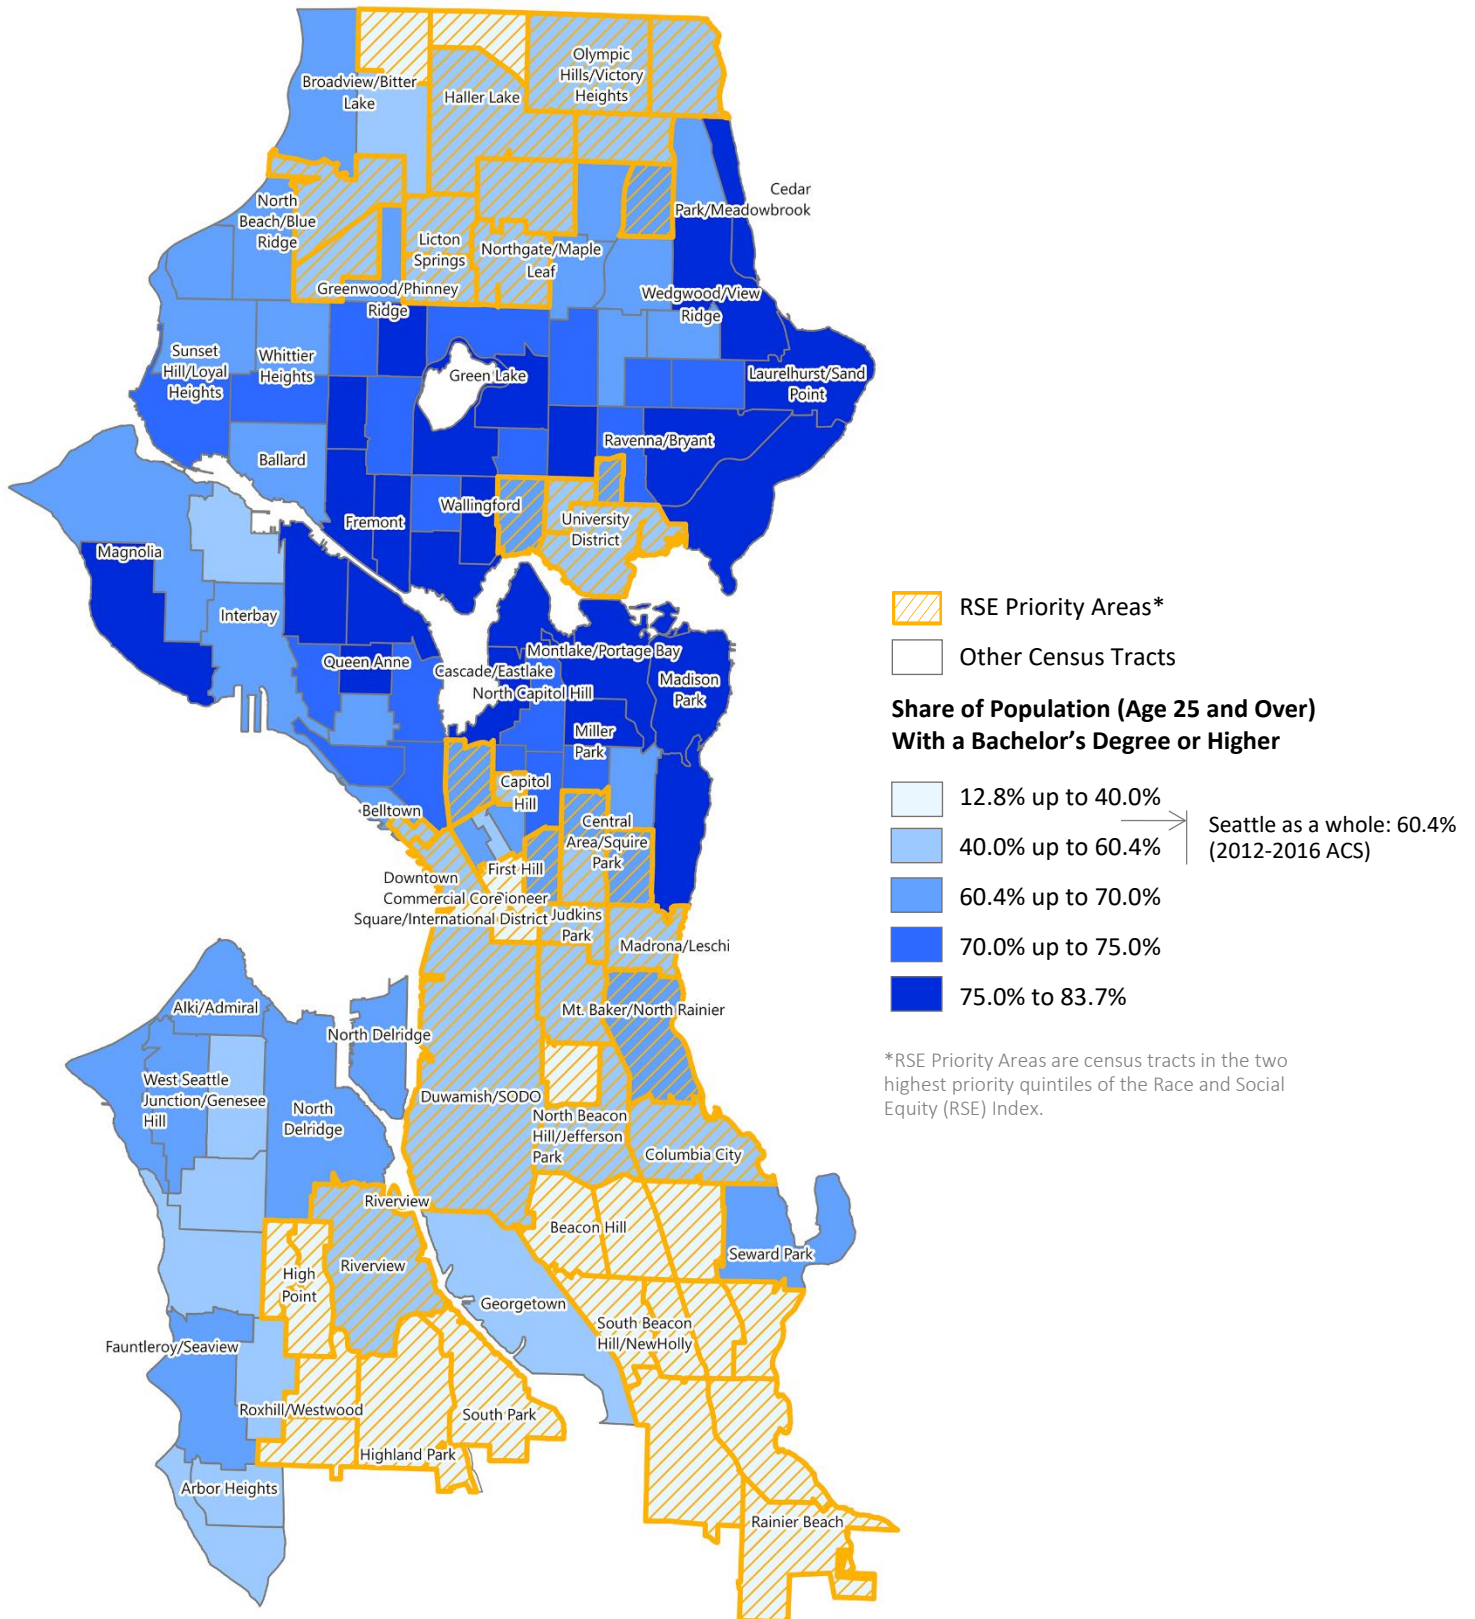 Olympic
Hills/Victory
Heights
Broadview/Bitter
Lake
Haller Lake
Cedar
Park/Meadowbrook
North
Beach/Blue
Ridge
Licton
Springs
Northgate/Maple
Leaf
Greenwood/Phinney
Ridge
Wedgwood/View
Ridge
Sunset
Hill/Loyal
Heights
Whittier
Heights
Green Lake
Laurelhurst/Sand
Point
Ravenna/Bryant
Ballard
Wallingford
Fremont
University
District
Magnolia
Interbay
Queen Anne
Montlake/Portage Bay
Cascade/Eastlake
North Capitol Hill
Madison
Park
Miller
Park
Capitol
Hill
Belltown
Central
Area/Squire
Park
First Hill
Downtown
Commercial Core
Pioneer
Square/International District
Judkins
Park
Madrona/Leschi
Alki/Admiral
North Delridge
Mt. Baker/North Rainier
West Seattle
Junction/Genesee
Hill
North
Delridge
Duwamish/SODO
North Beacon
Hill/Jefferson
Park
Columbia City
Riverview
Beacon Hill
Seward Park
Riverview
High
Point
Georgetown
South Beacon
Hill/NewHolly
Fauntleroy/Seaview
Roxhill/Westwood
South Park
Highland Park
Arbor Heights
Rainier Beach
RSE Priority Areas*
Other Census Tracts
Share of Population (Age 25 and Over)
With a Bachelor's Degree or Higher
12.8% up to 40.0%
40.0% up to 60.4%
60.4% up to 70.0%
70.0% up to 75.0%
75.0% to 83.7%
Seattle as a whole: 60.4%
(2012-2016 ACS)
*RSE Priority Areas are census tracts in the two
highest priority quintiles of the Race and Social
Equity (RSE) Index.